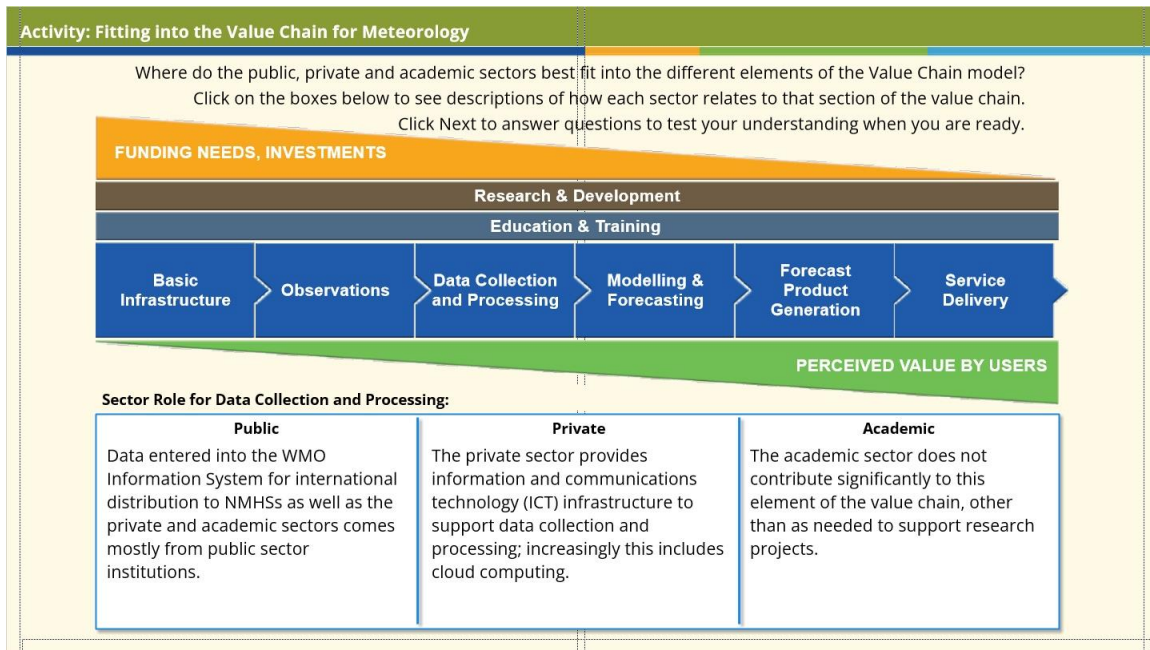 Activity: Fitting into the Value Chain for Meteorology
Where do the public, private and academic sectors best fit into the different elements of the Value Chain model?
Click on the boxes below to see descriptions of how each sector relates to that section of the value chain.
Click Next to answer questions to test your understanding when you are ready.
FUNDING NEEDS, INVESTMENTS
Research & Development
Education & Training
Basic
Infrastructure
Observations
Data Collection
and Processing
Modelling &
Forecasting
Forecast
Product
Generation
Service
Delivery
PERCEIVED VALUE BY USERS
Sector Role for Data Collection and Processing:
Public
Data entered into the WMO
Information System for international
distribution to NMHSs as well as the
private and academic sectors comes
mostly from public sector
institutions.
Private
The private sector provides
information and communications
technology (ICT) infrastructure to
support data collection and
processing; increasingly this includes
cloud computing.
Academic
The academic sector does not
contribute significantly to this
element of the value chain, other
than as needed to support research
projects.